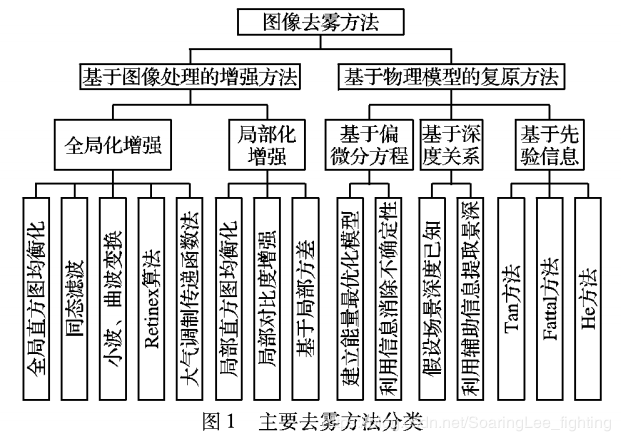 图像去雾方法
基于图像处理的增强方法
基于物理模型的复原方法
全局化增强
局部化
增强
基于偏
微分方程
基于深
度关系
基于先
验信息
全局直方图均衡化
同态滤波
小波、曲波变换
Retinex算法
大气调制传递函数法
局部直方图均衡化
局部对比度增强
基于局部方差
建立能量最优化模型
利用信息消除不确定性
假设场景深度已知
利用辅助信息提取景深
Tan方法
Fattal方法
He方法
图 1 主要去雾方法分类